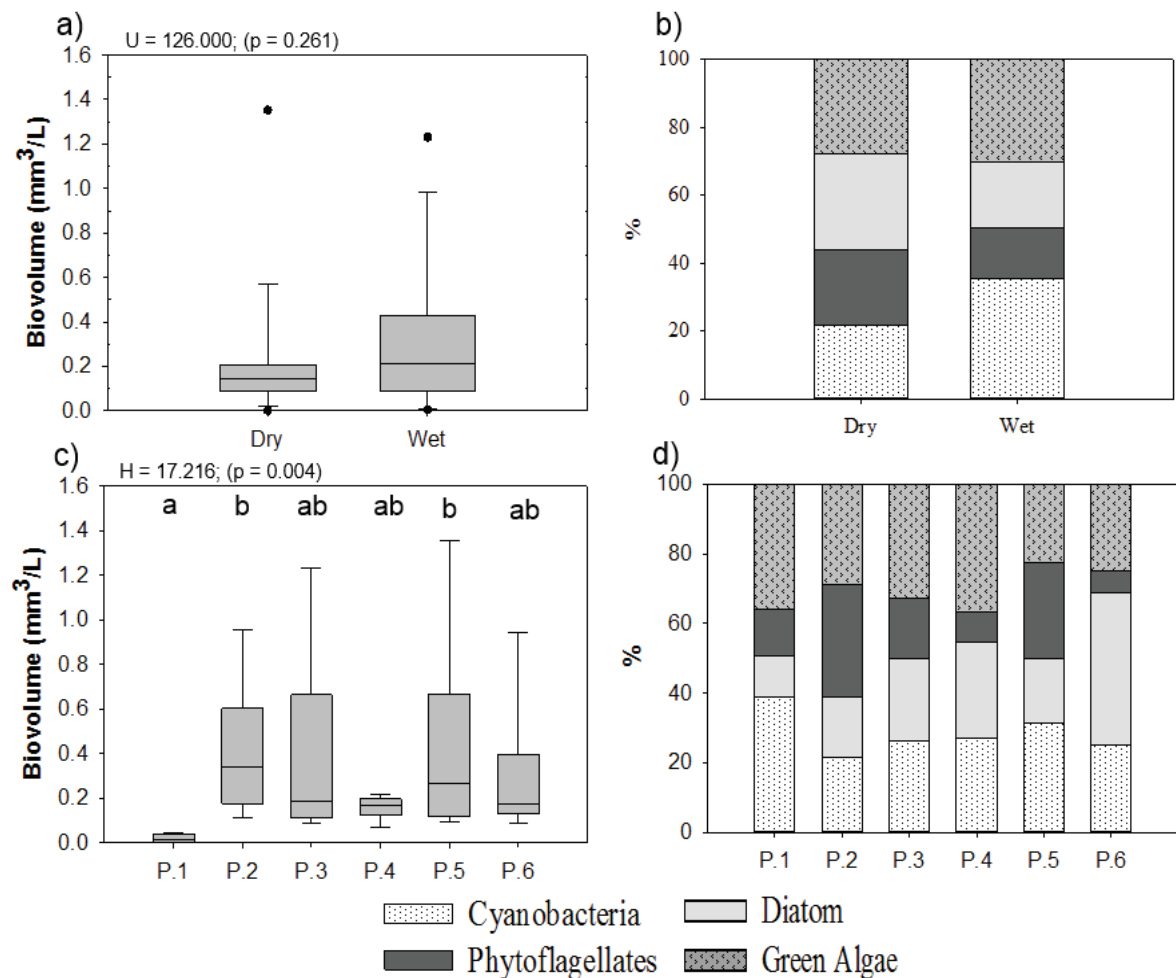 a)
U = 126.000; (p = 0.261)
Biovolume (mm³/L)
1.6
1.4
1.2
1.0
0.8
0.6
0.4
0.2
0.0
Dry Wet
b)
%
100
80
60
40
20
0
Dry Wet
c)
H = 17.216; (p = 0.004)
Biovolume (mm³/L)
1.6
1.4
1.2
1.0
0.8
0.6
0.4
0.2
0.0
a b ab ab b ab
P.1 P.2 P.3 P.4 P.5 P.6
d)
%
100
80
60
40
20
0
P.1 P.2 P.3 P.4 P.5 P.6
Cyanobacteria Diatom
Phytoflagellates Green Algae